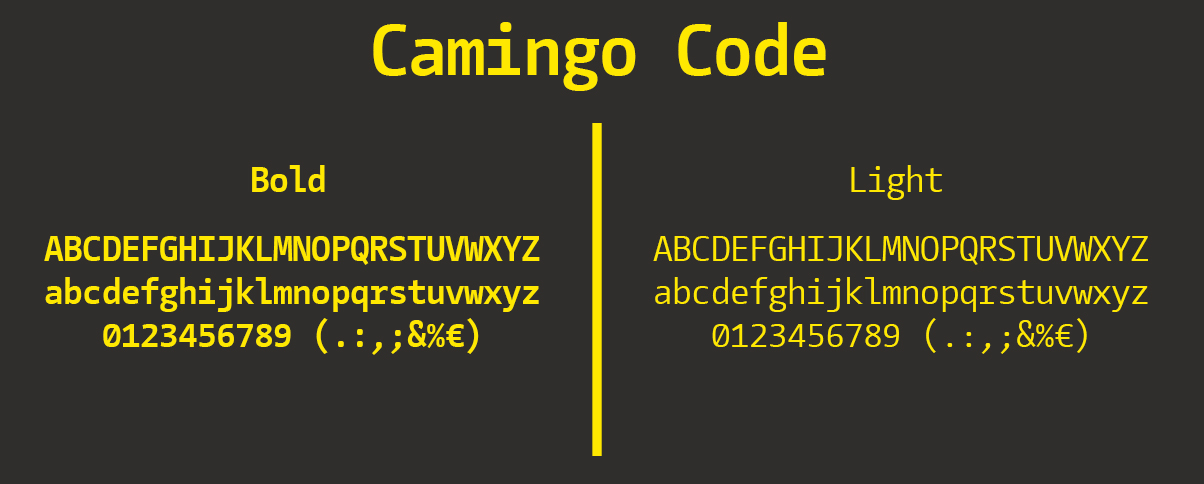 Camingo Code
Bold
ABCDEFGHIJKLMNOPQRSTUVWXYZ
abcdefghijklmnopqrstuvwxyz
0123456789 (.:,;&%€)
Light
ABCDEFGHIJKLMNOPQRSTUVWXYZ
abcdefghijklmnopqrstuvwxyz
0123456789 (.:,;&%€)